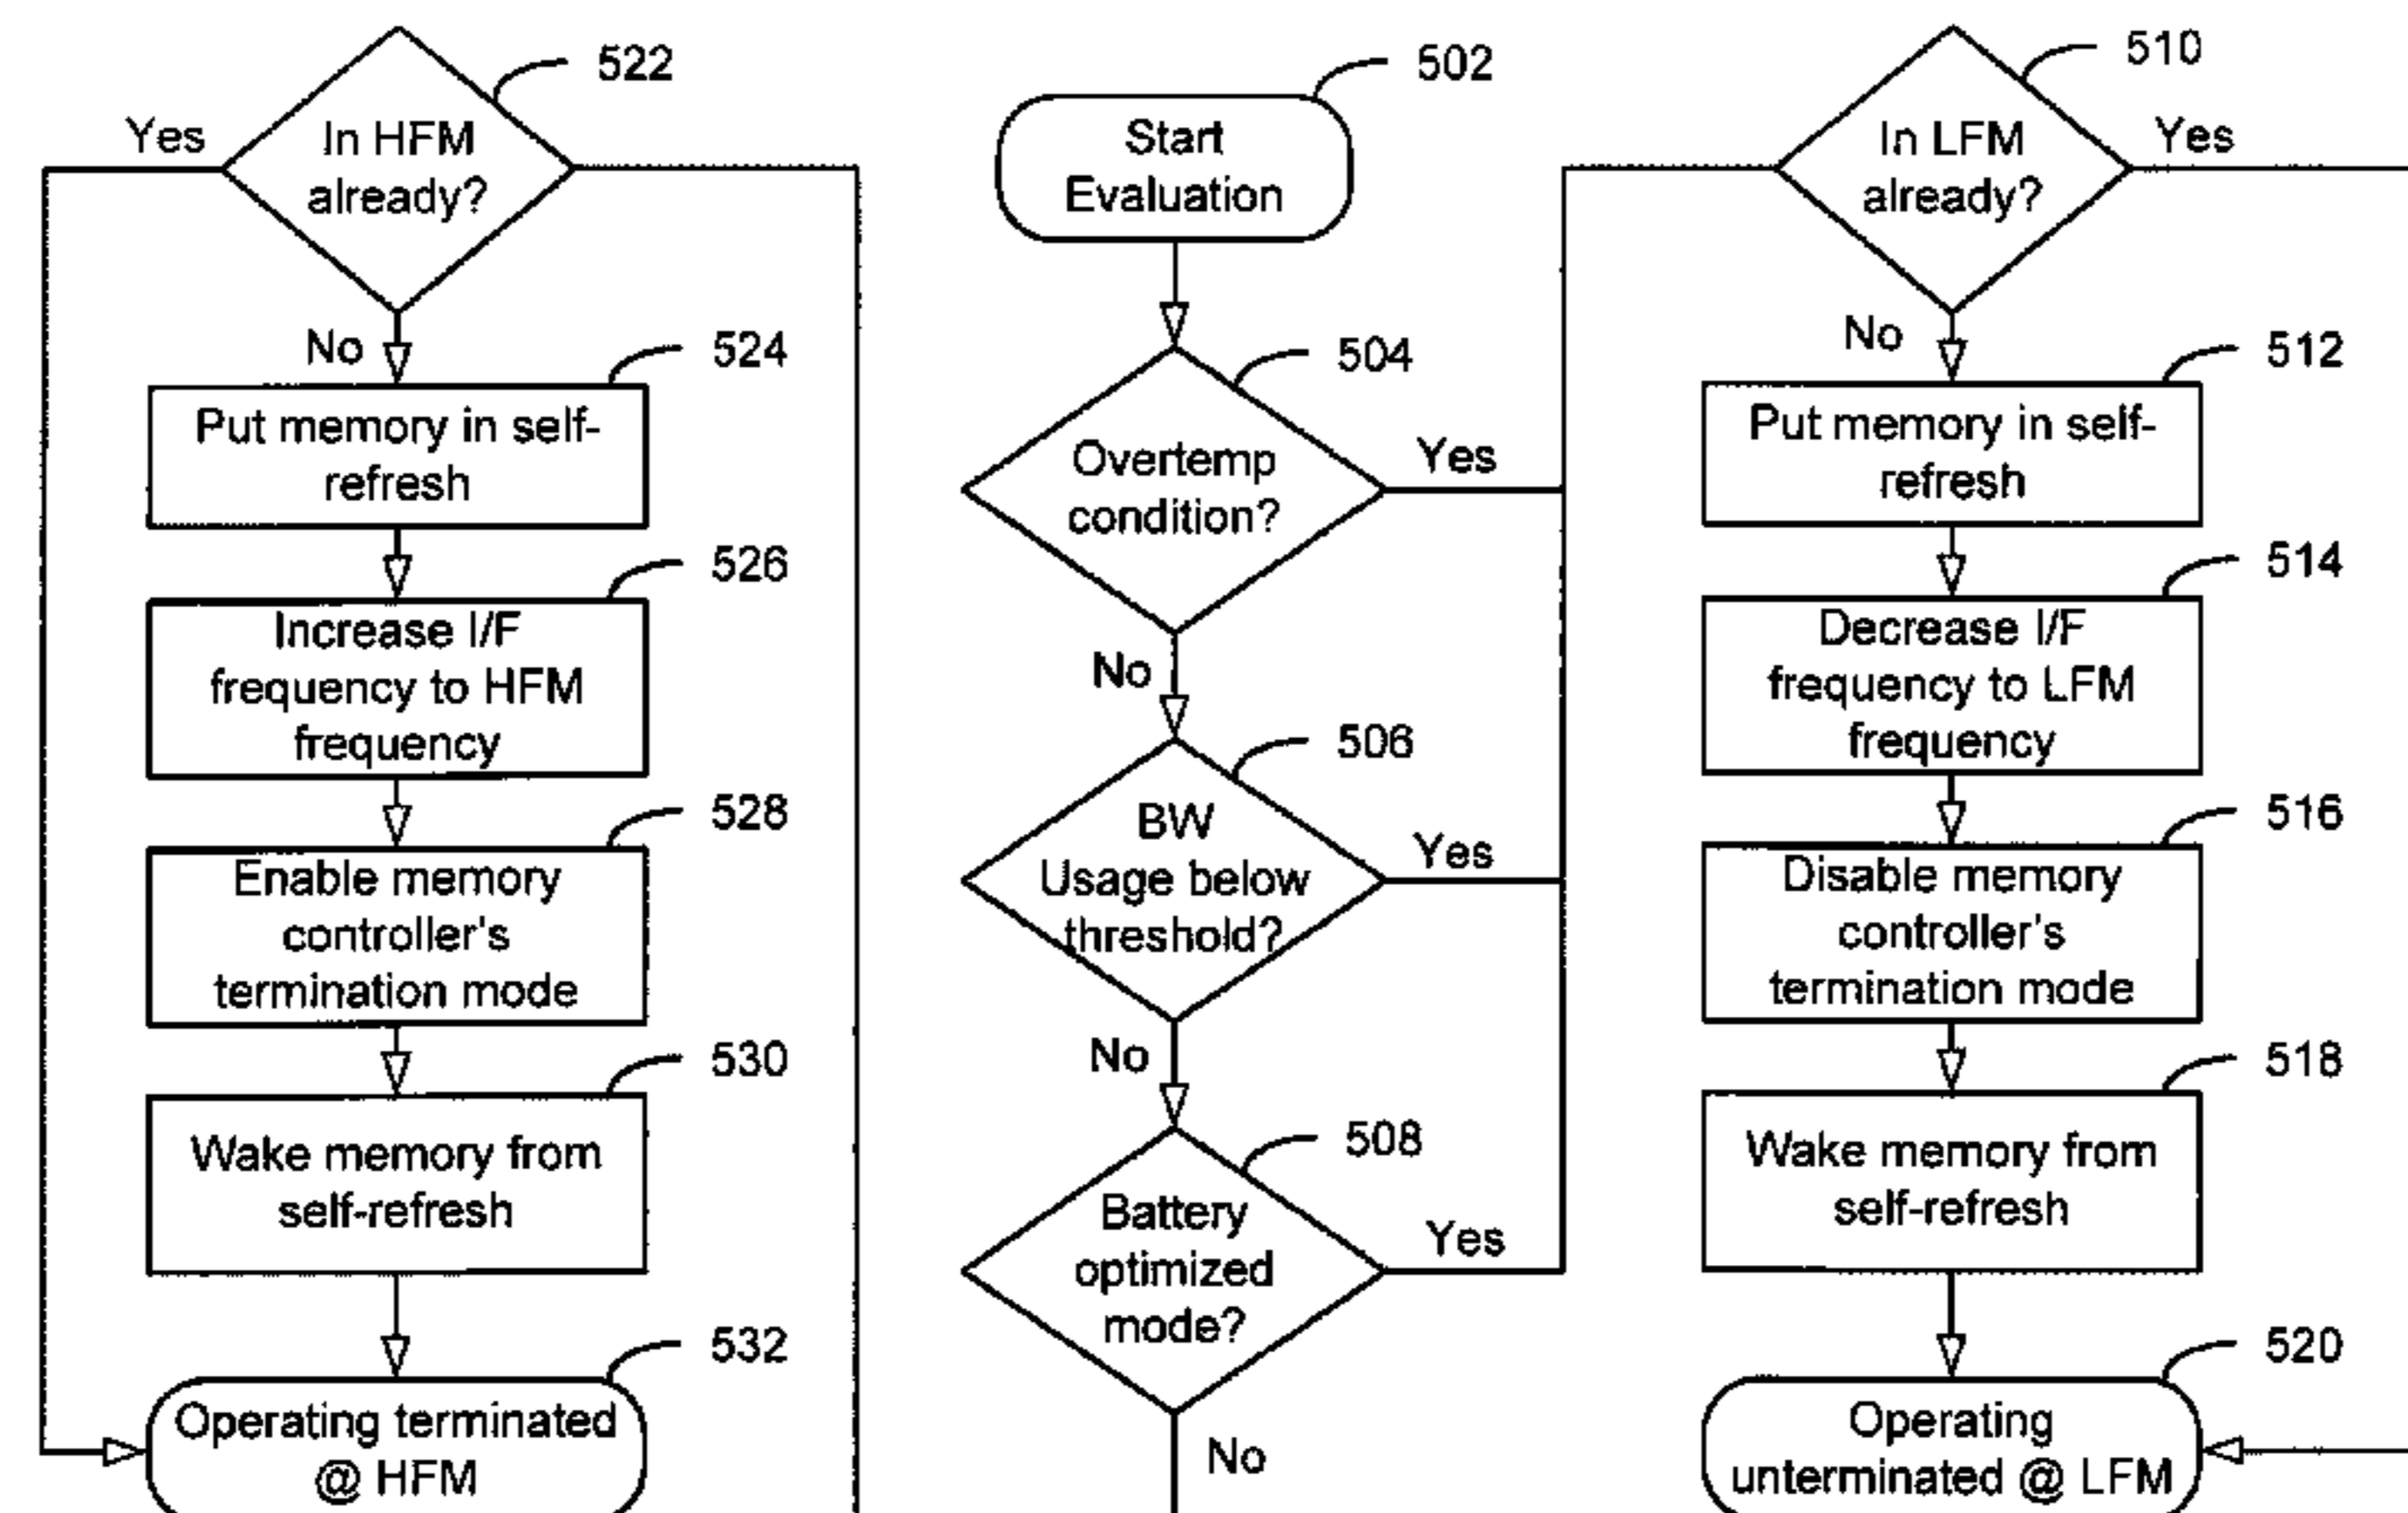 522
Yes
In HFM
already?
No
524
Put memory in self-
refresh
526
Increase I/F
frequency to HFM
frequency
528
Enable memory
controller's
termination mode
530
Wake memory from
self-refresh
532
Operating terminated
@ HFM
502
Start
Evaluation
504
Overtemp
condition?
Yes
No
506
BW
Usage below
threshold?
Yes
No
508
Battery
optimized
mode?
Yes
No
510
In LFM
already?
Yes
No
512
Put memory in self-
refresh
514
Decrease I/F
frequency to LFM
frequency
516
Disable memory
controller's
termination mode
518
Wake memory from
self-refresh
520
Operating
unterminated @ LFM